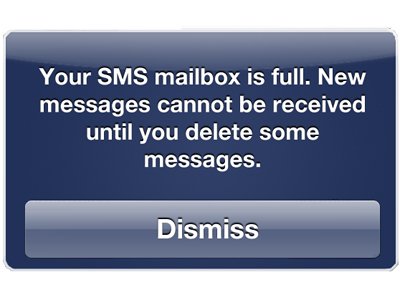 Your SMS mailbox is full. New
messages cannot be received
until you delete some
messages.
Dismiss